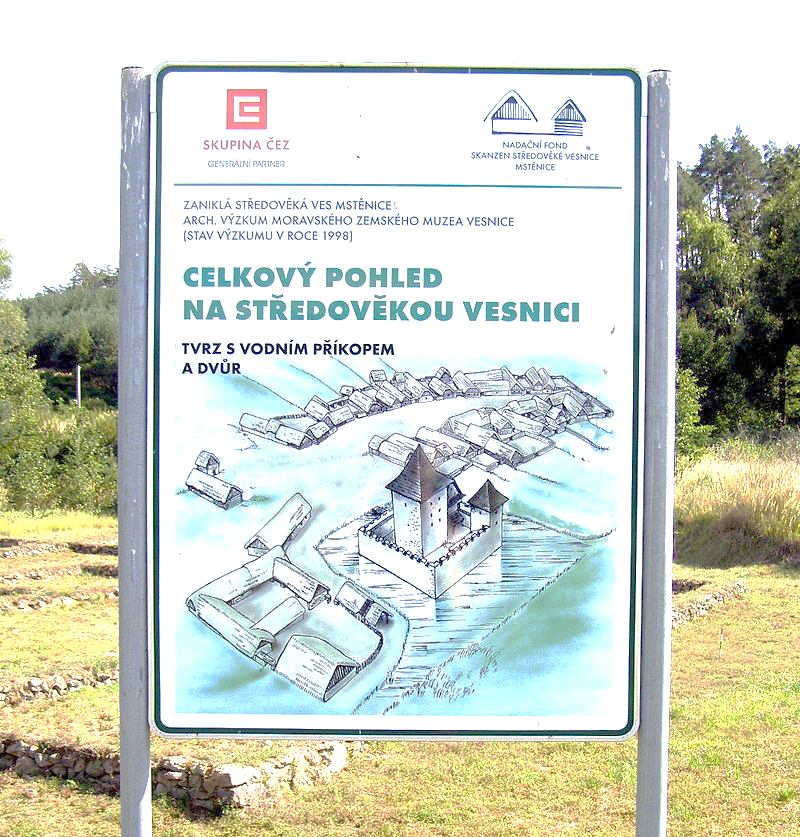 SKUPINA ČEZ
GENERÁLNÍ PARTNER
NADAČNÍ FOND
SKANZEN STŘEDOVĚKÉ VESNICE
MSTĚNICE
ZANIKLÁ STŘEDOVĚKÁ VES MSTĚNICE
ARCH. VÝZKUM MORAVSKÉHO ZEMSKÉHO MUZEA VESNICE
(STAV VÝZKUMU V ROCE 1998)
CELKOVÝ POHLED
NA STŘEDOVĚKOU VESNICI
TVRZ S VODNÍM PŘÍKOPEM
A DVŮR